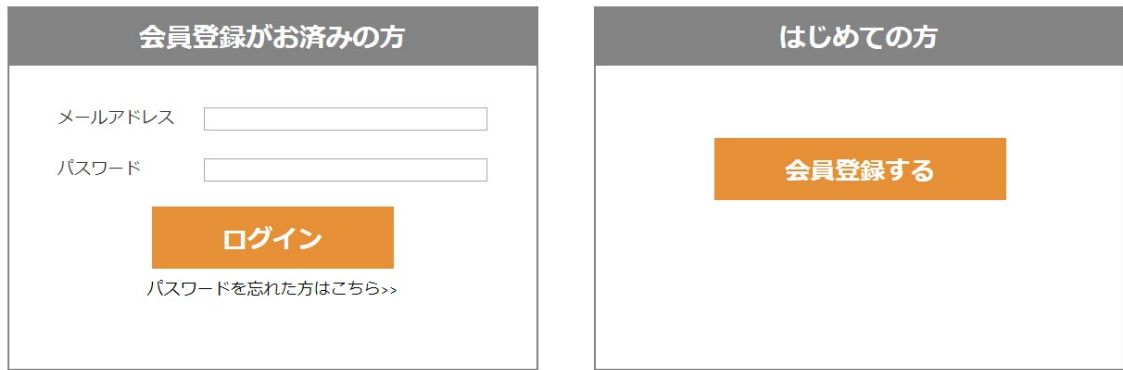 会員登録がお済みの方
メールアドレス
パスワード
ログイン
パスワードを忘れた方はこちら>>
はじめての方
会員登録する